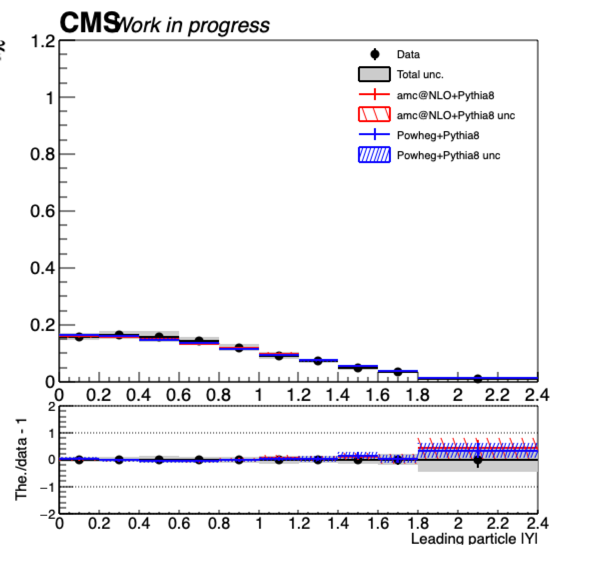 CMS Work in progress
1.2
Data
Total unc.
1
amc@NLO+Pythia8
amc@NLO+Pythia8 unc
Powheg+Pythia8
0.8
Powheg+Pythia8 unc
0.6
0.4
0.2
0
0 0.2 0.4 0.6 0.8 1 1.2 1.4 1.6 1.8 2 2.2 2.4
2
1
0
−1
−2
The./data - 1
0 0.2 0.4 0.6 0.8 1 1.2 1.4 1.6 1.8 2 2.2 2.4
Leading particle |Y|